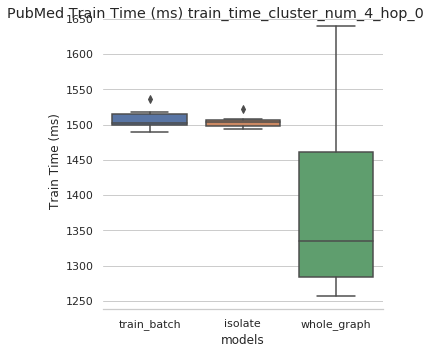 PubMed Train Time (ms) train_time_cluster_num_4_hop_0
1650
1600
1550
1500
1450
1400
1350
1300
1250
Train Time (ms)
train_batch isolate whole_graph
models